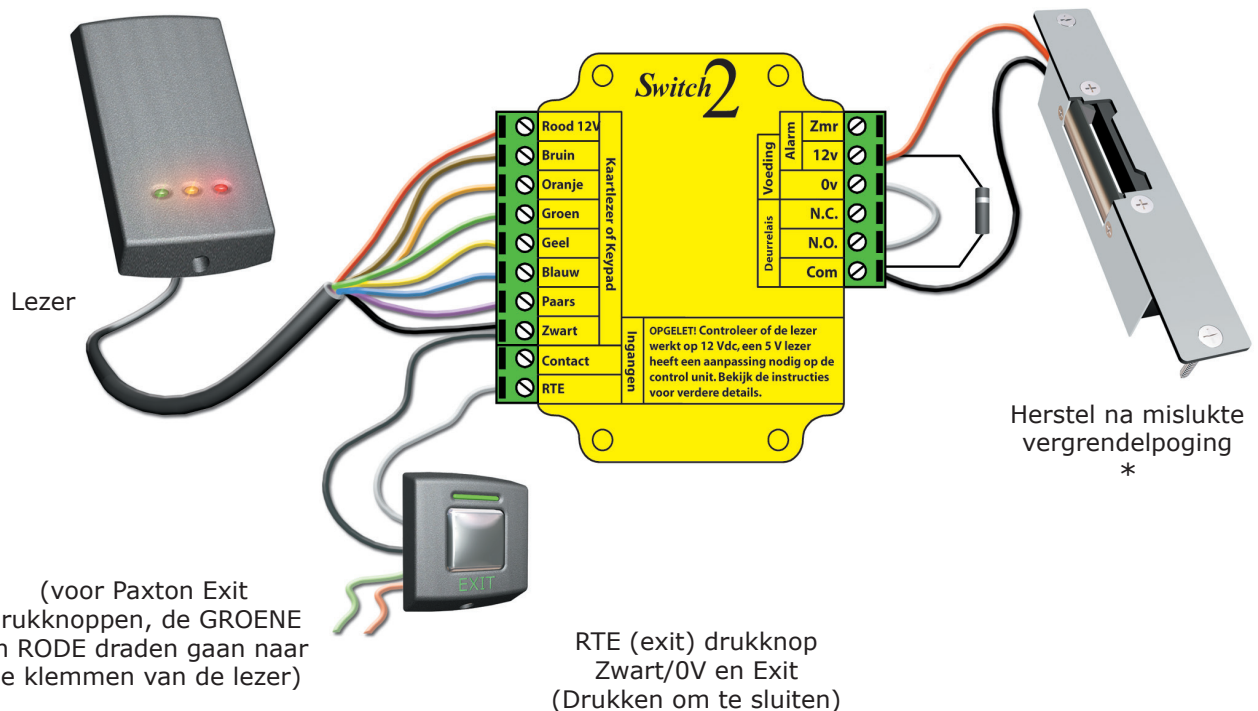 Switch2
Rood 12V
Bruin
Oranje
Groen
Geel
Blauw
Paars
Zwart
Contact
RTE
Kaartlezer of Keypad
Ingangen
Zmr
12v
0v
N.C.
N.O.
Com
Alarm
Voeding
Deurrelais
OPGELET! Controleer of de lezer
werkt op 12 Vdc, een 5 V lezer
heeft een aanpassing nodig op de
control unit. Bekijk de instructies
voor verdere details.
Lezer
Herstel na mislukte
vergrendelpoging
*
EXIT
(voor Paxton Exit
rukknoppen, de GROENE
n RODE draden gaan naar
e klemmen van de lezer)
RTE (exit) drukknop
Zwart/0V en Exit
(Drukken om te sluiten)